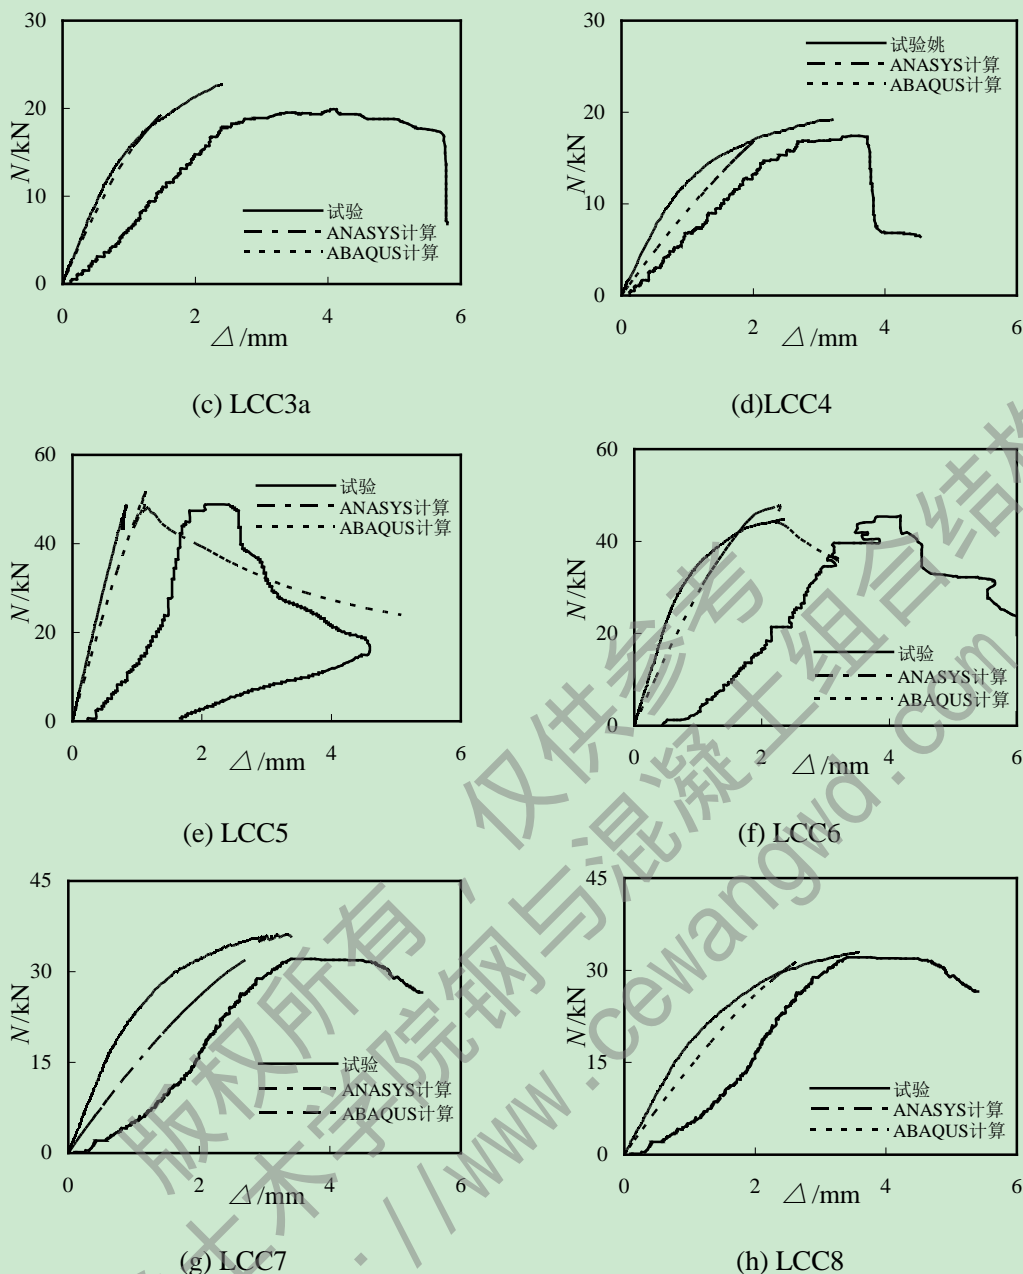 30
20
10
0
0
2
4
6
N/kN
△/mm
试验
ANASYS计算
ABAQUS计算
(c) LCC3a
30
20
10
0
0
2
4
6
N/kN
△/mm
试验姚
ANASYS计算
ABAQUS计算
(d)LCC4
60
40
20
0
0
2
4
6
N/kN
△/mm
试验
ANASYS计算
ABAQUS计算
(e) LCC5
60
40
20
0
0
2
4
6
N/kN
△/mm
试验
ANASYS计算
ABAQUS计算
(f) LCC6
45
30
15
0
0
2
4
6
N/kN
△/mm
试验
ANASYS计算
ABAQUS计算
(g) LCC7
45
30
15
0
0
2
4
6
N/kN
△/mm
试验
ANASYS计算
ABAQUS计算
(h) LCC8
版权所有，仅供参考
土木学院钢与混凝土组合结构
://www.cewangwd.com